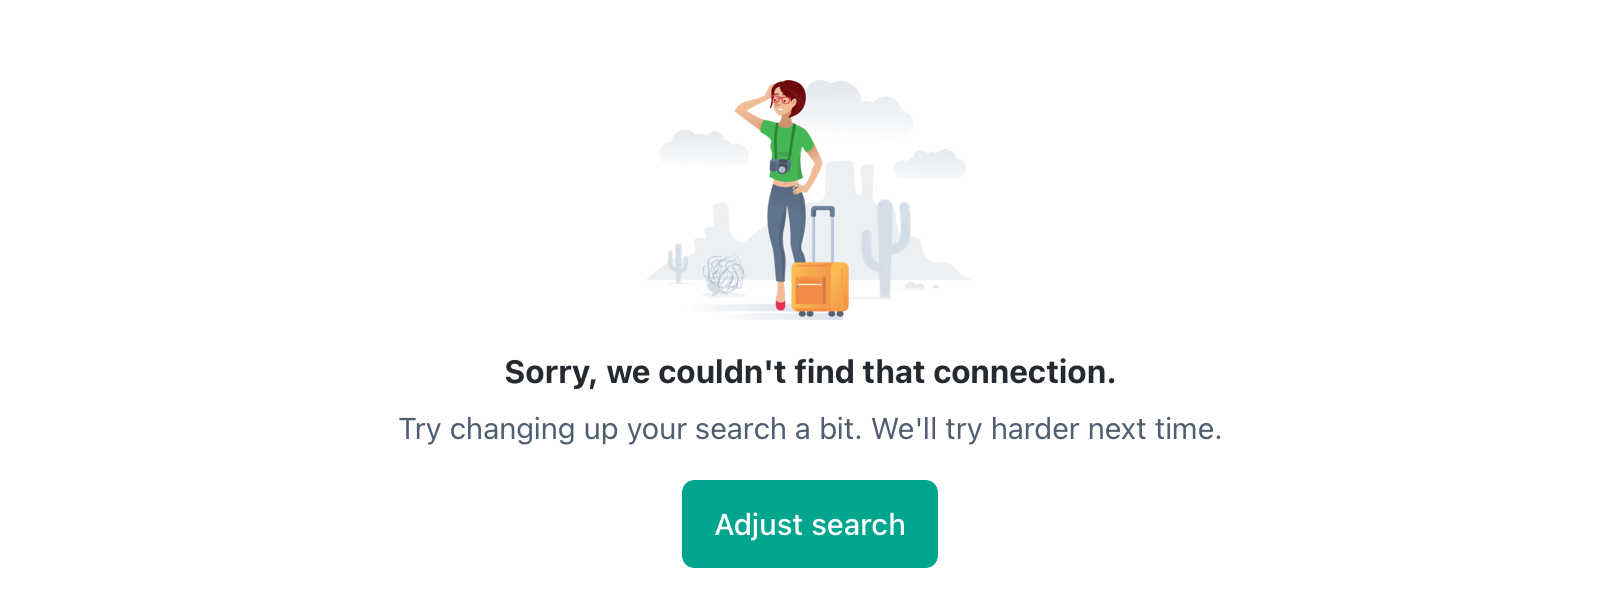 Sorry, we couldn't find that connection.
Try changing up your search a bit. We'll try harder next time.
Adjust search